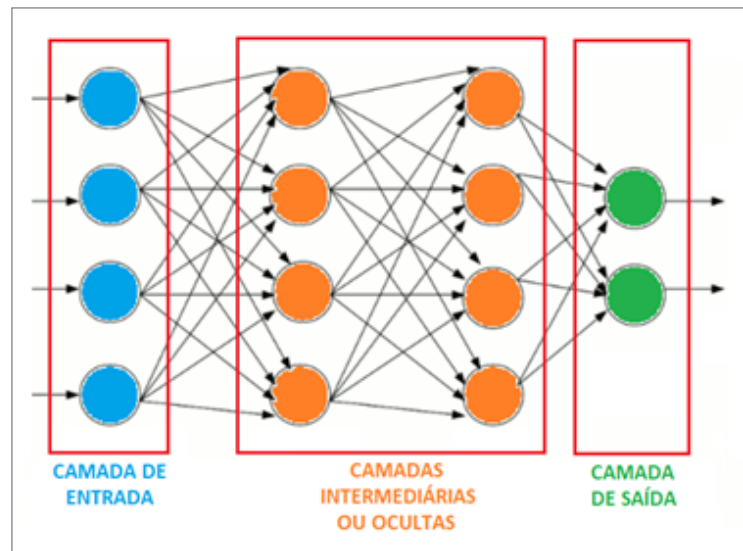 CAMADA DE
ENTRADA
CAMADAS
INTERMEDIÁRIAS
OU OCULTAS
CAMADA
DE SAÍDA